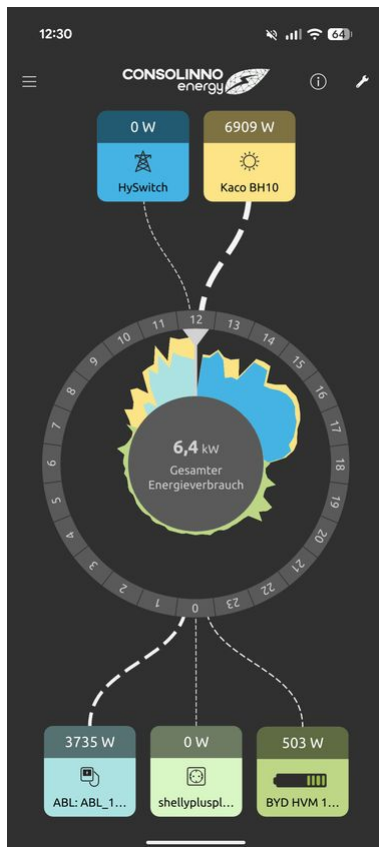 12:30
64
CONSOLINNO
energy
0 W
6909 W
HySwitch
Kaco BH10
12
13
14
15
16
17
18
19
20
21
22
23
0
1
2
3
4
5
6
7
8
9
10
11
6,4 kW
Gesamter
Energieverbrauch
3735 W
0 W
503 W
ABL: ABL_1...
shellypluspl...
BYD HVM 1...